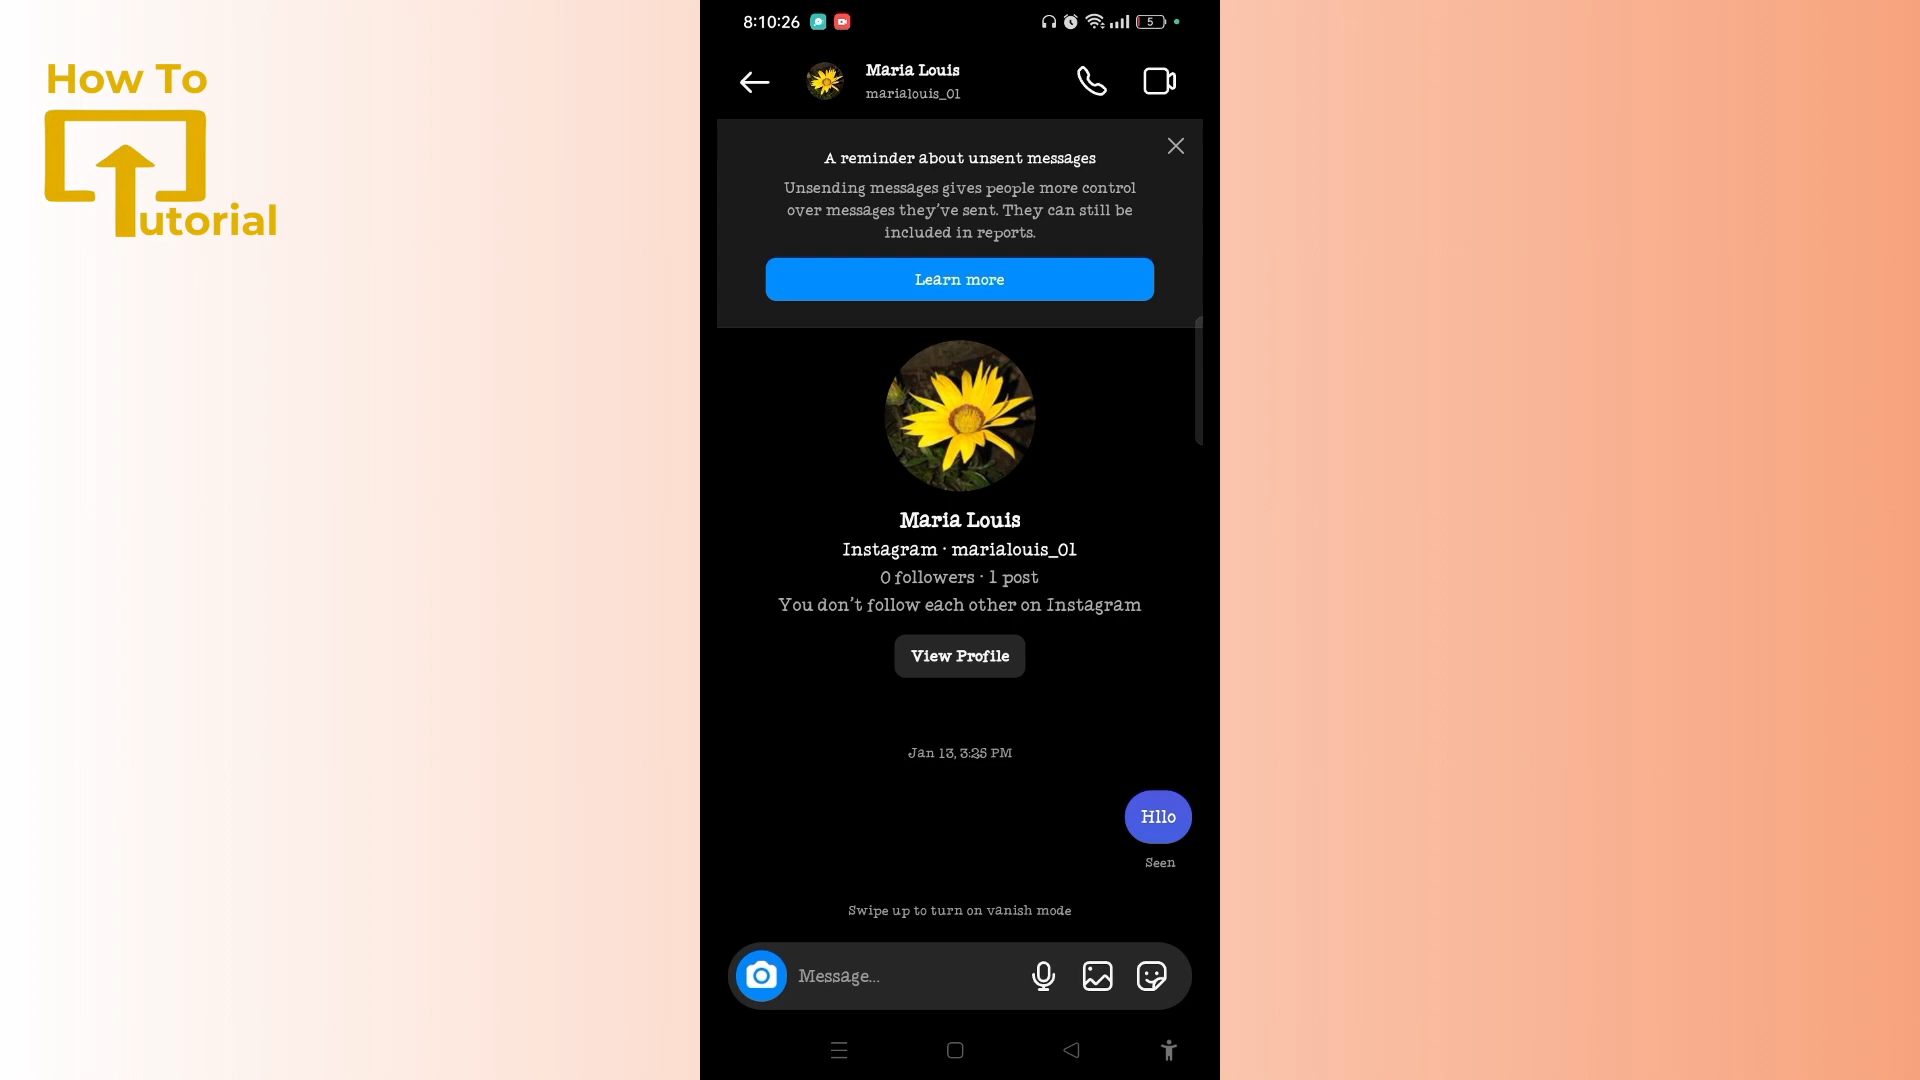 How To
utorial
8:10:26
5
Maria Louis
marialouis_01
A reminder about unsent messages
Unsending messages gives people more control
over messages they've sent. They can still be
included in reports.
Learn more
Maria Louis
Instagram · marialouis_01
0 followers · 1 post
You don't follow each other on Instagram
View Profile
Jan 13, 3:25 PM
Hllo
Seen
Swipe up to turn on vanish mode
Message...